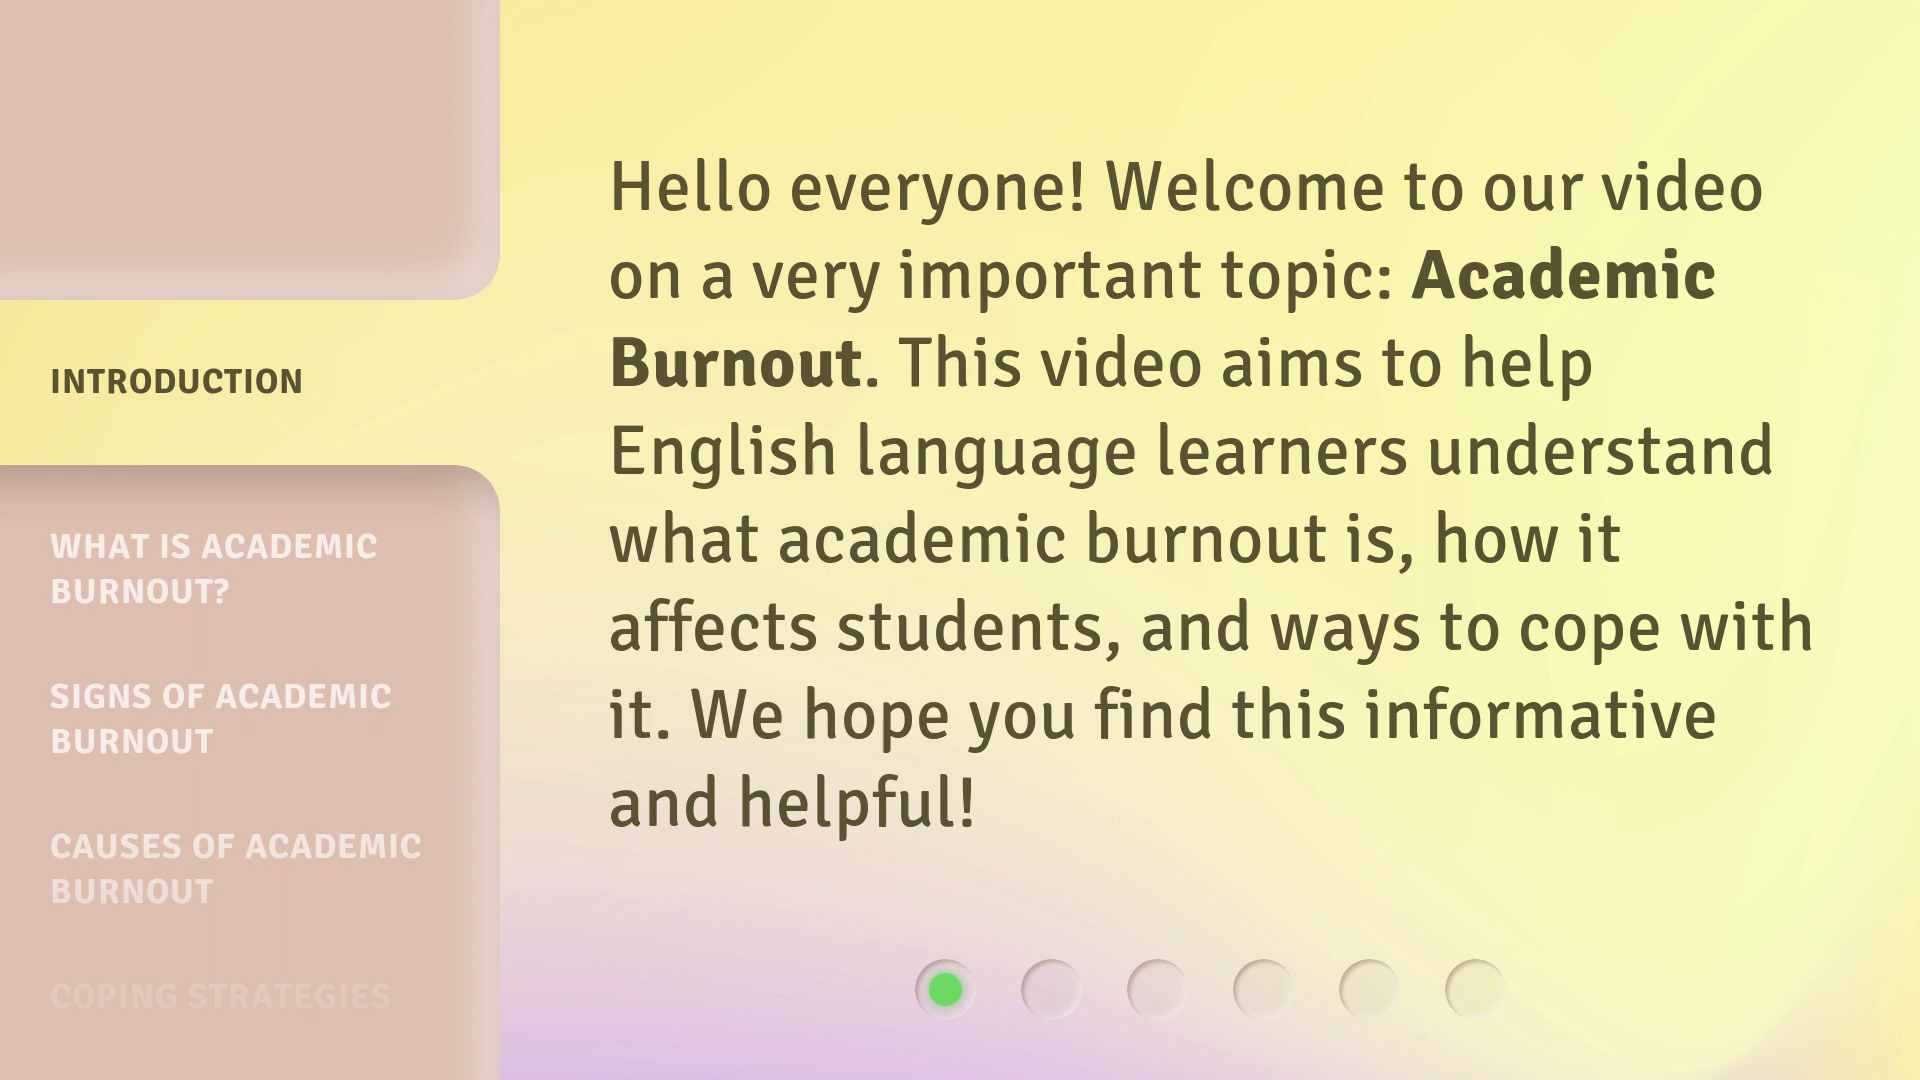 INTRODUCTION
WHAT IS ACADEMIC
BURNOUT?
SIGNS OF ACADEMIC
BURNOUT
CAUSES OF ACADEMIC
BURNOUT
COPING STRATEGIES
Hello everyone! Welcome to our video
on a very important topic: Academic
Burnout. This video aims to help
English language learners understand
what academic burnout is, how it
affects students, and ways to cope with
it. We hope you find this informative
and helpful!